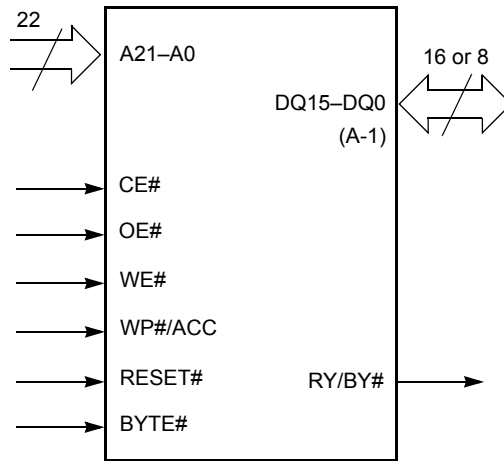 22
A21–A0
16 or 8
DQ15–DQ0
(A-1)
CE#
OE#
WE#
WP#/ACC
RESET#
RY/BY#
BYTE#